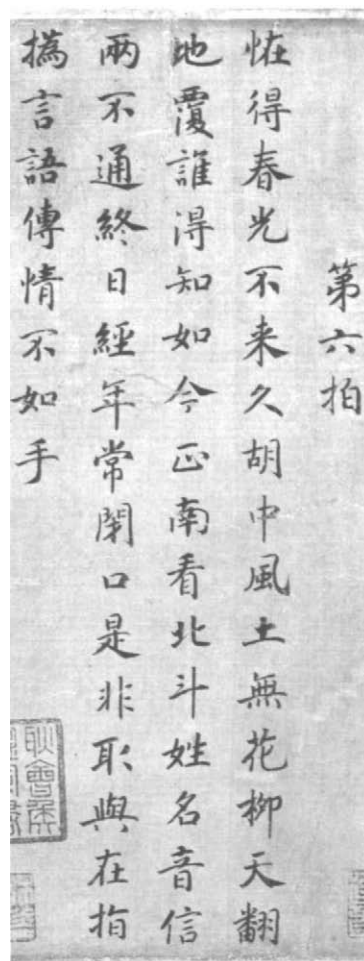 第六拍
恠得春光不来久胡中風土無花柳天翻
地覆誰得知如今正南看北斗姓名音信
兩不通終日經年常閇口是非取與在指
撝言語傳情不如手